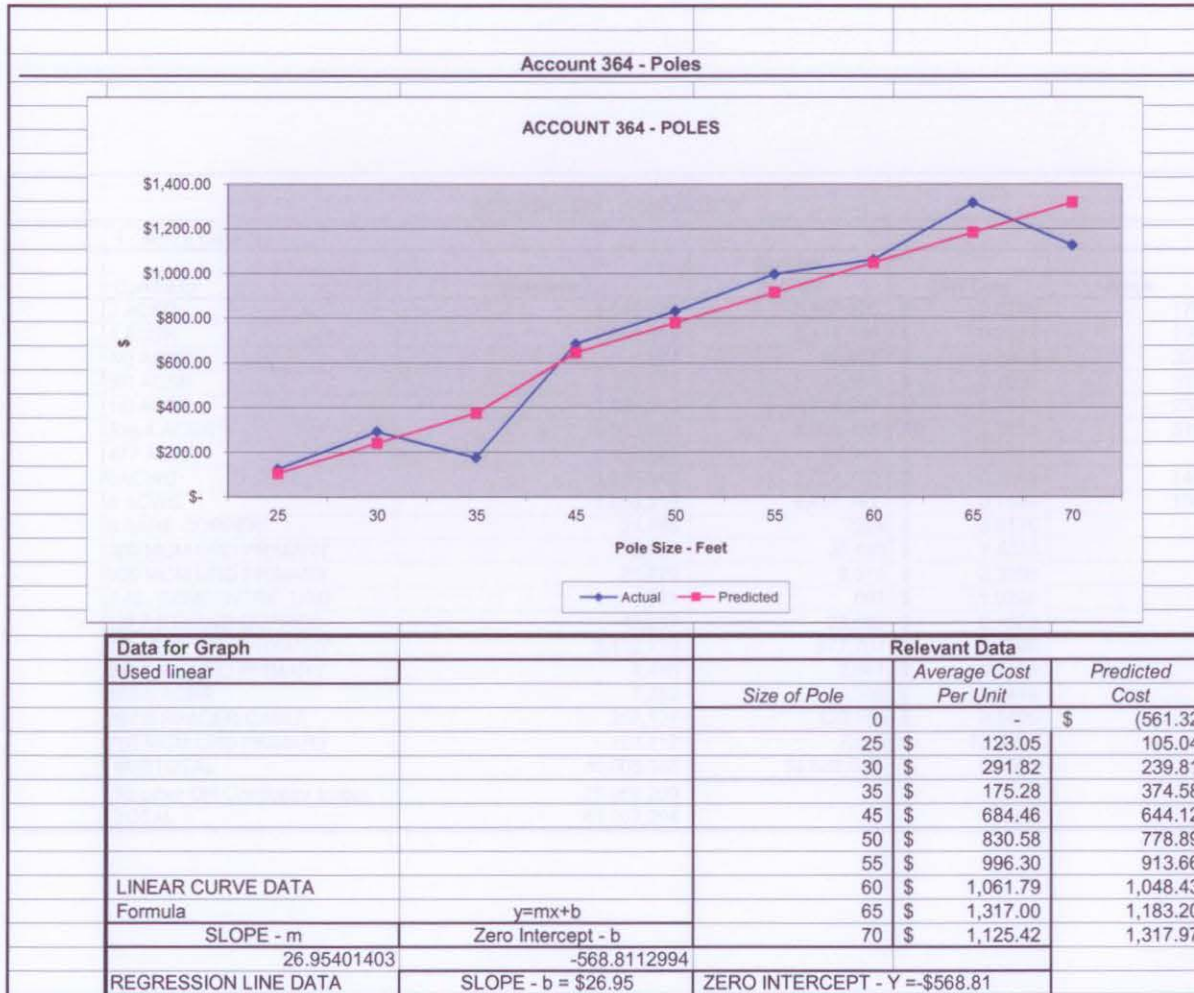 Account 364 - Poles
ACCOUNT 364 - POLES
$1,400.00
$1,200.00
$1,000.00
$800.00
$600.00
$400.00
$200.00
$-
$
25 30 35 45 50 55 60 65 70
Pole Size - Feet
Actual Predicted
Data for Graph Relevant Data
Used linear Average Cost Predicted
Size of Pole Per Unit Cost
0 - $ (561.32
25 $ 123.05 105.04
30 $ 291.82 239.81
35 $ 175.28 374.58
45 $ 684.46 644.12
50 $ 830.58 778.89
55 $ 996.30 913.66
LINEAR CURVE DATA 60 $ 1,061.79 1,048.43
Formula y=mx+b 65 $ 1,317.00 1,183.20
SLOPE - m Zero Intercept - b 70 $ 1,125.42 1,317.97
26.95401403 -568.8112994
REGRESSION LINE DATA SLOPE - b = $26.95 ZERO INTERCEPT - Y =-$568.81